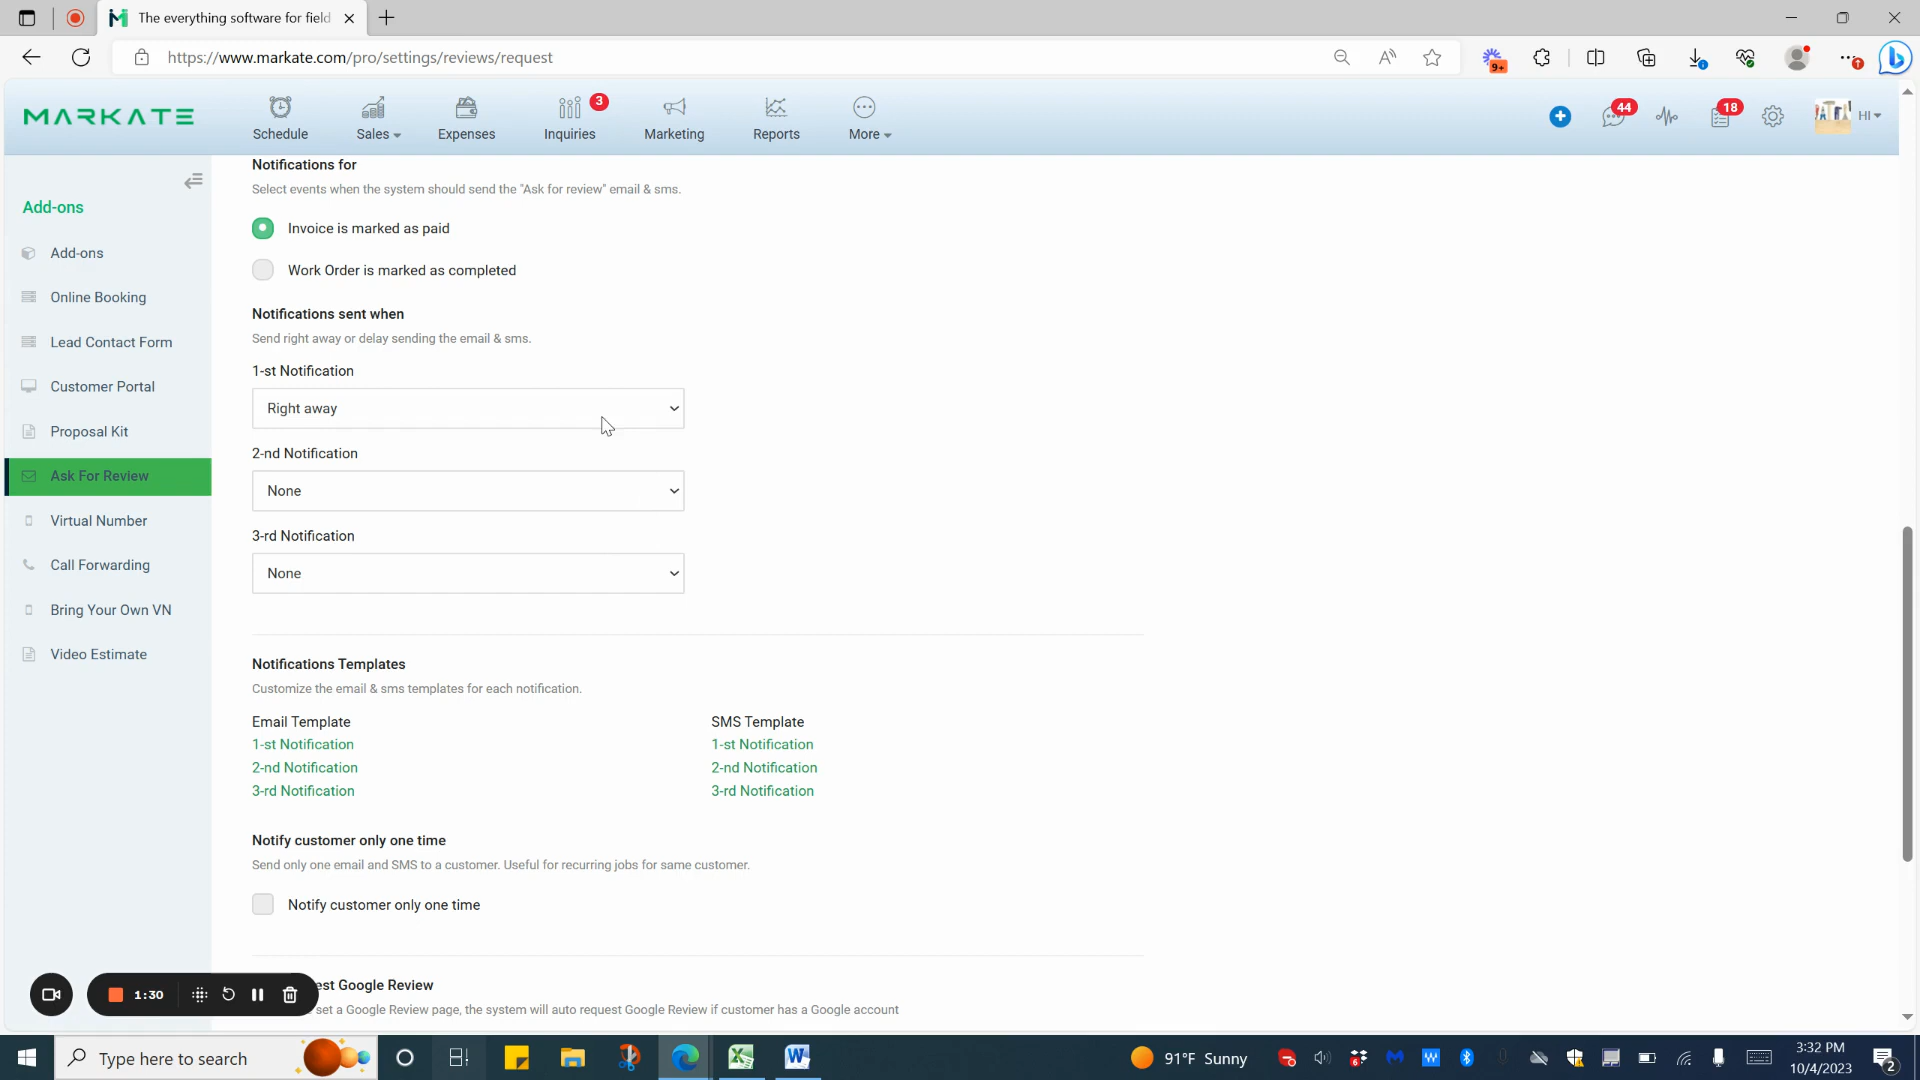 The everything software for field
https://www.markate.com/pro/settings/reviews/request
9+
MARKATE
Schedule
Sales
Expenses
3
Inquiries
Marketing
Reports
More
44
18
HI
Add-ons
Add-ons
Online Booking
Lead Contact Form
Customer Portal
Proposal Kit
Ask For Review
Virtual Number
Call Forwarding
Bring Your Own VN
Video Estimate
Notifications for
Select events when the system should send the "Ask for review" email & sms.
Invoice is marked as paid
Work Order is marked as completed
Notifications sent when
Send right away or delay sending the email & sms.
1-st Notification
Right away
2-nd Notification
None
3-rd Notification
None
Notifications Templates
Customize the email & sms templates for each notification.
Email Template
SMS Template
1-st Notification
1-st Notification
2-nd Notification
2-nd Notification
3-rd Notification
3-rd Notification
Notify customer only one time
Send only one email and SMS to a customer. Useful for recurring jobs for same customer.
Notify customer only one time
est Google Review
set a Google Review page, the system will auto request Google Review if customer has a Google account
1:30
Type here to search
91°F Sunny
6
3:32 PM
10/4/2023
2